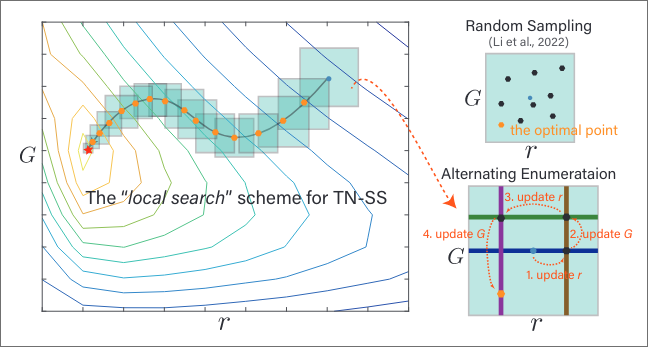 G
The "local search" scheme for TN-SS
r
Random Sampling
(Li et al., 2022)
G
the optimal point
r
Alternating Enumerataion
3. update r
4. update G
2. update G
G
1. update r
r